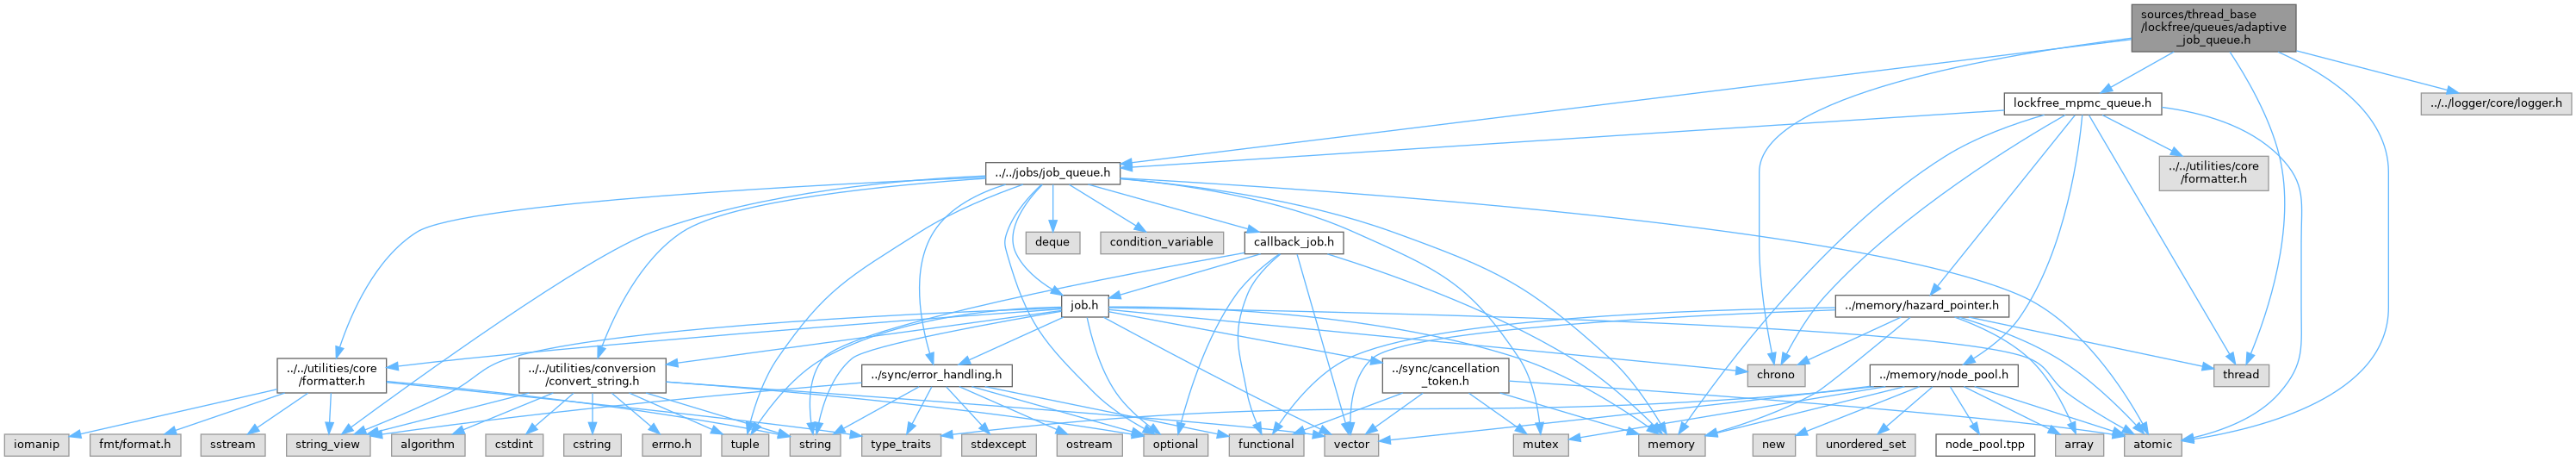 sources/thread_base
/lockfree/queues/adaptive
_job_queue.h
lockfree_mpmc_queue.h
../../logger/core/logger.h
../../jobs/job_queue.h
../../utilities/core
/formatter.h
deque
condition_variable
callback_job.h
job.h
../memory/hazard_pointer.h
../../utilities/core
/formatter.h
../../utilities/conversion
/convert_string.h
../sync/error_handling.h
../sync/cancellation
_token.h
chrono
../memory/node_pool.h
thread
iomanip
fmt/format.h
sstream
string_view
algorithm
cstdint
cstring
errno.h
tuple
string
type_traits
stdexcept
ostream
optional
functional
vector
mutex
memory
new
unordered_set
node_pool.tpp
array
atomic